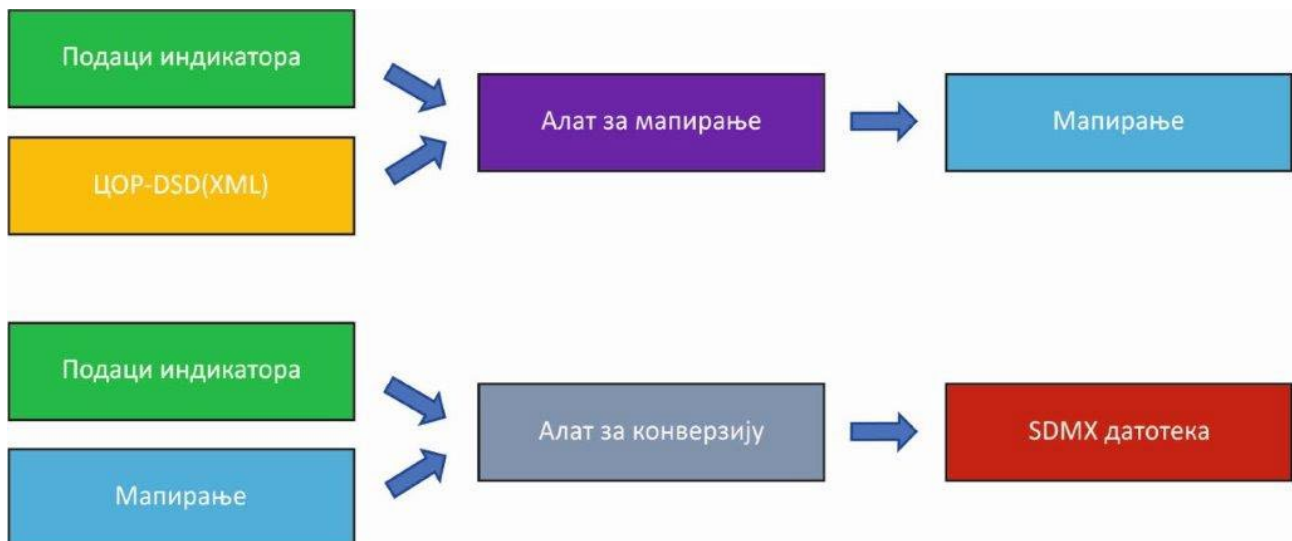 Подаци индикатора
ЦОР-DSD(XML)
Алат за мапирање
Мапирање
Подаци индикатора
Мапирање
Алат за конверзију
SDMX датотека